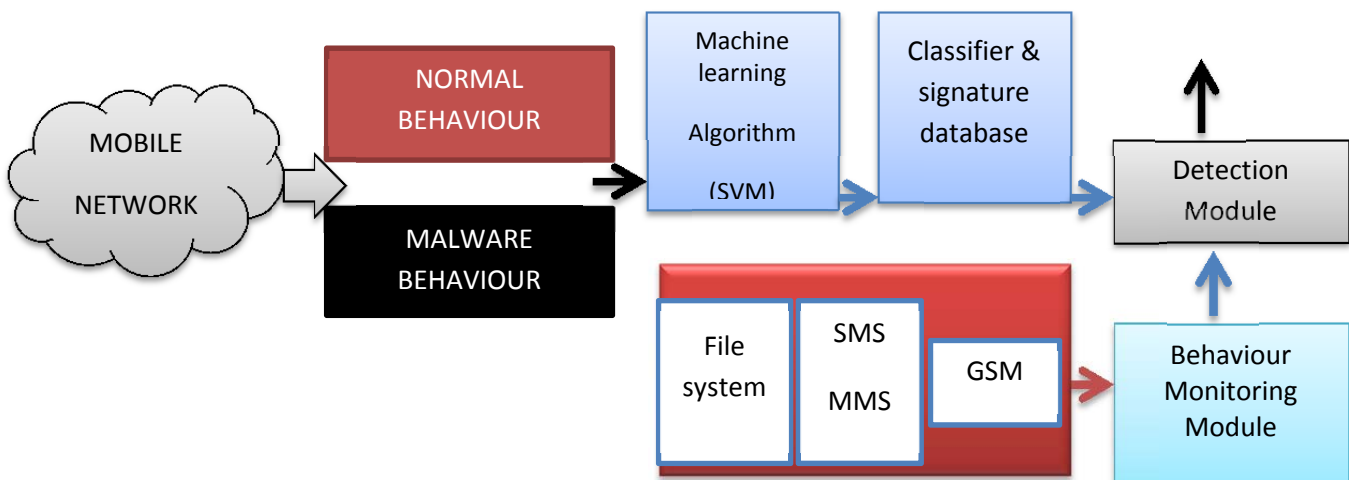 MOBILE
NETWORK
NORMAL
BEHAVIOUR
MALWARE
BEHAVIOUR
Machine
learning
Algorithm
(SVM)
Classifier &
signature
database
Detection
Module
File
system
SMS
MMS
GSM
Behaviour
Monitoring
Module